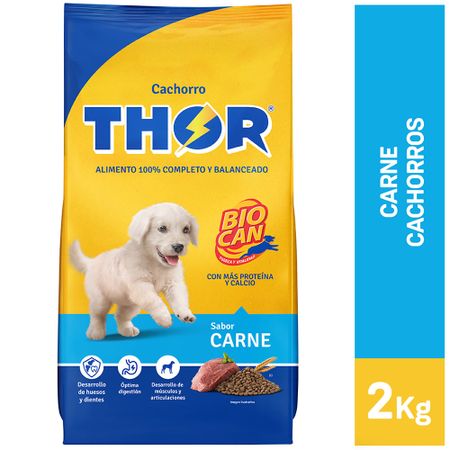 Cachorro
THOR®
ALIMENTO 100% COMPLETO Y BALANCEADO
BIO
CAN
CON MÁS PROTEÍNA
Y CALCIO
Sabor
CARNE
Desarrollo
de huesos
y dientes
Óptima
digestión
Desarrollo de
músculos y
articulaciones
CARNE
CACHORROS
2Kg